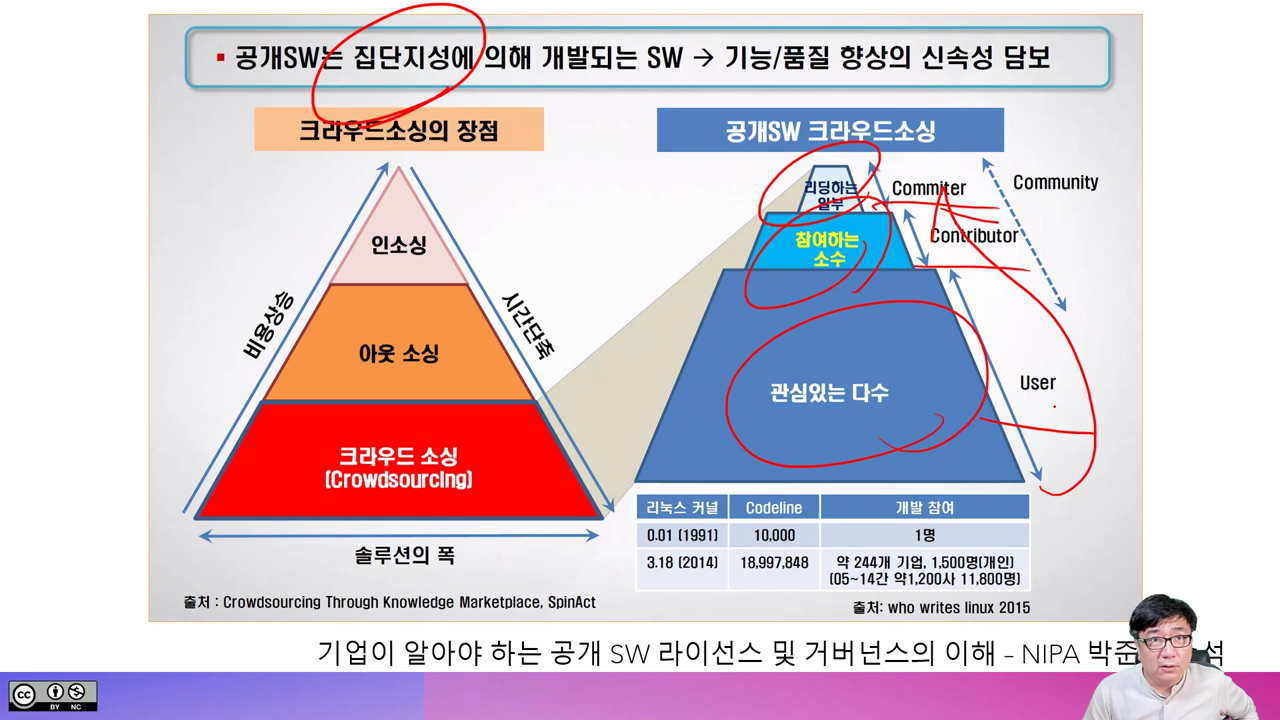 ▪ 공개SW는 집단지성에 의해 개발되는 SW → 기능/품질 향상의 신속성 담보
크라우드소싱의 장점
인소싱
아웃 소싱
크라우드 소싱
(Crowdsourcing)
비용상승
시간단축
솔루션의 폭
출처 : Crowdsourcing Through Knowledge Marketplace, SpinAct
공개SW 크라우드소싱
리딩하는
일부
참여하는
소수
관심있는 다수
Commiter
Contributor
Community
User
리눅스 커널 Codeline 개발 참여
0.01 (1991) 10,000 1명
3.18 (2014) 18,997,848 약 244개 기업, 1,500명(개인)
(05~14간 약1,200사 11,800명)
출처: who writes linux 2015
기업이 알아야 하는 공개 SW 라이선스 및 거버넌스의 이해 – NIPA 박준 석
cc
BY NC